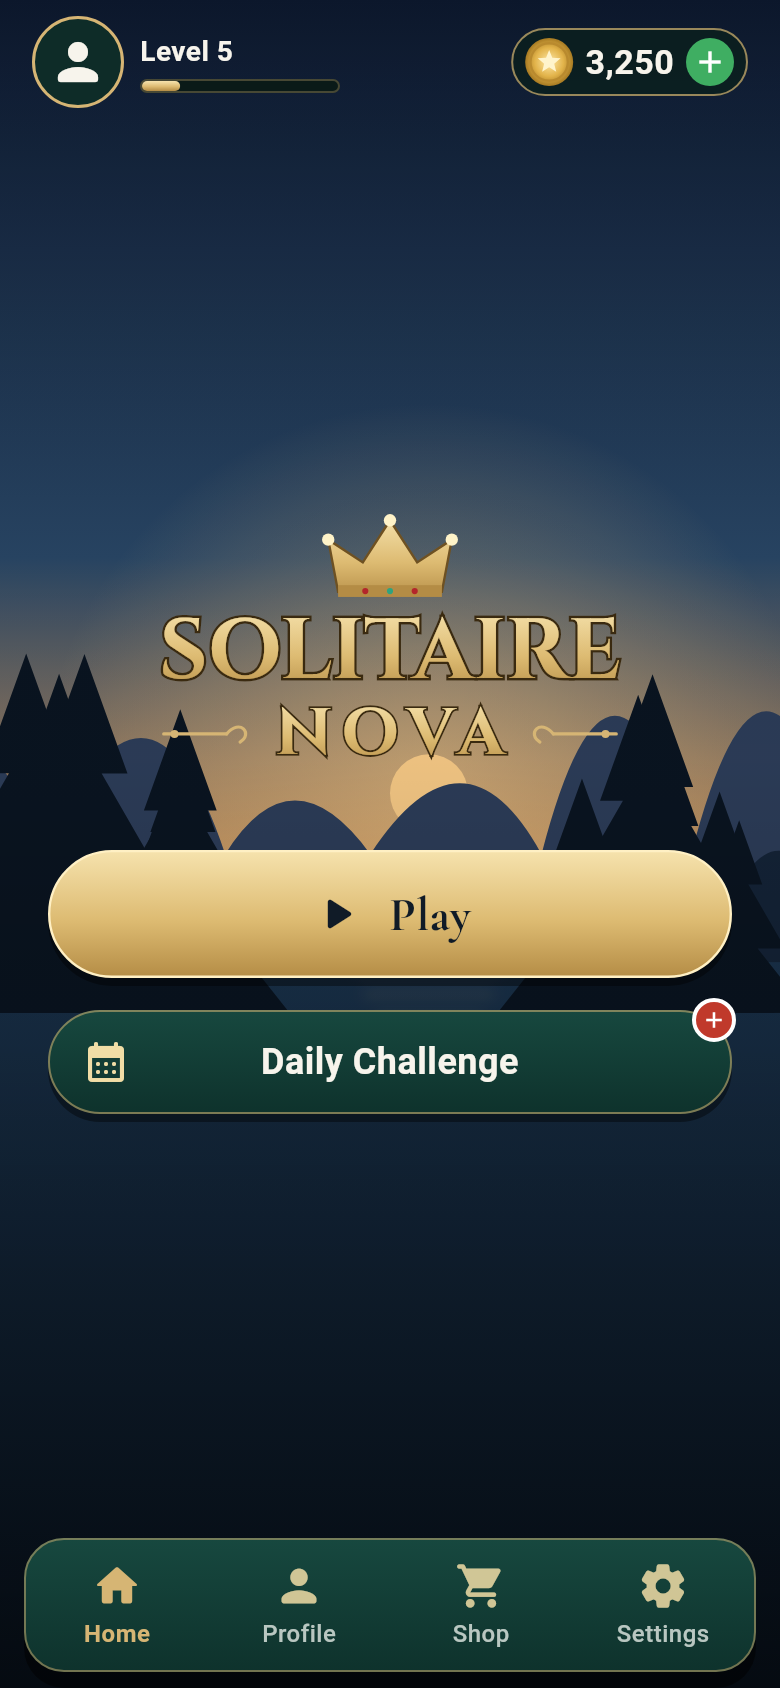 Level 5
3,250
SOLITAIRE
NOVA
Play
Daily Challenge
Home
Profile
Shop
Settings